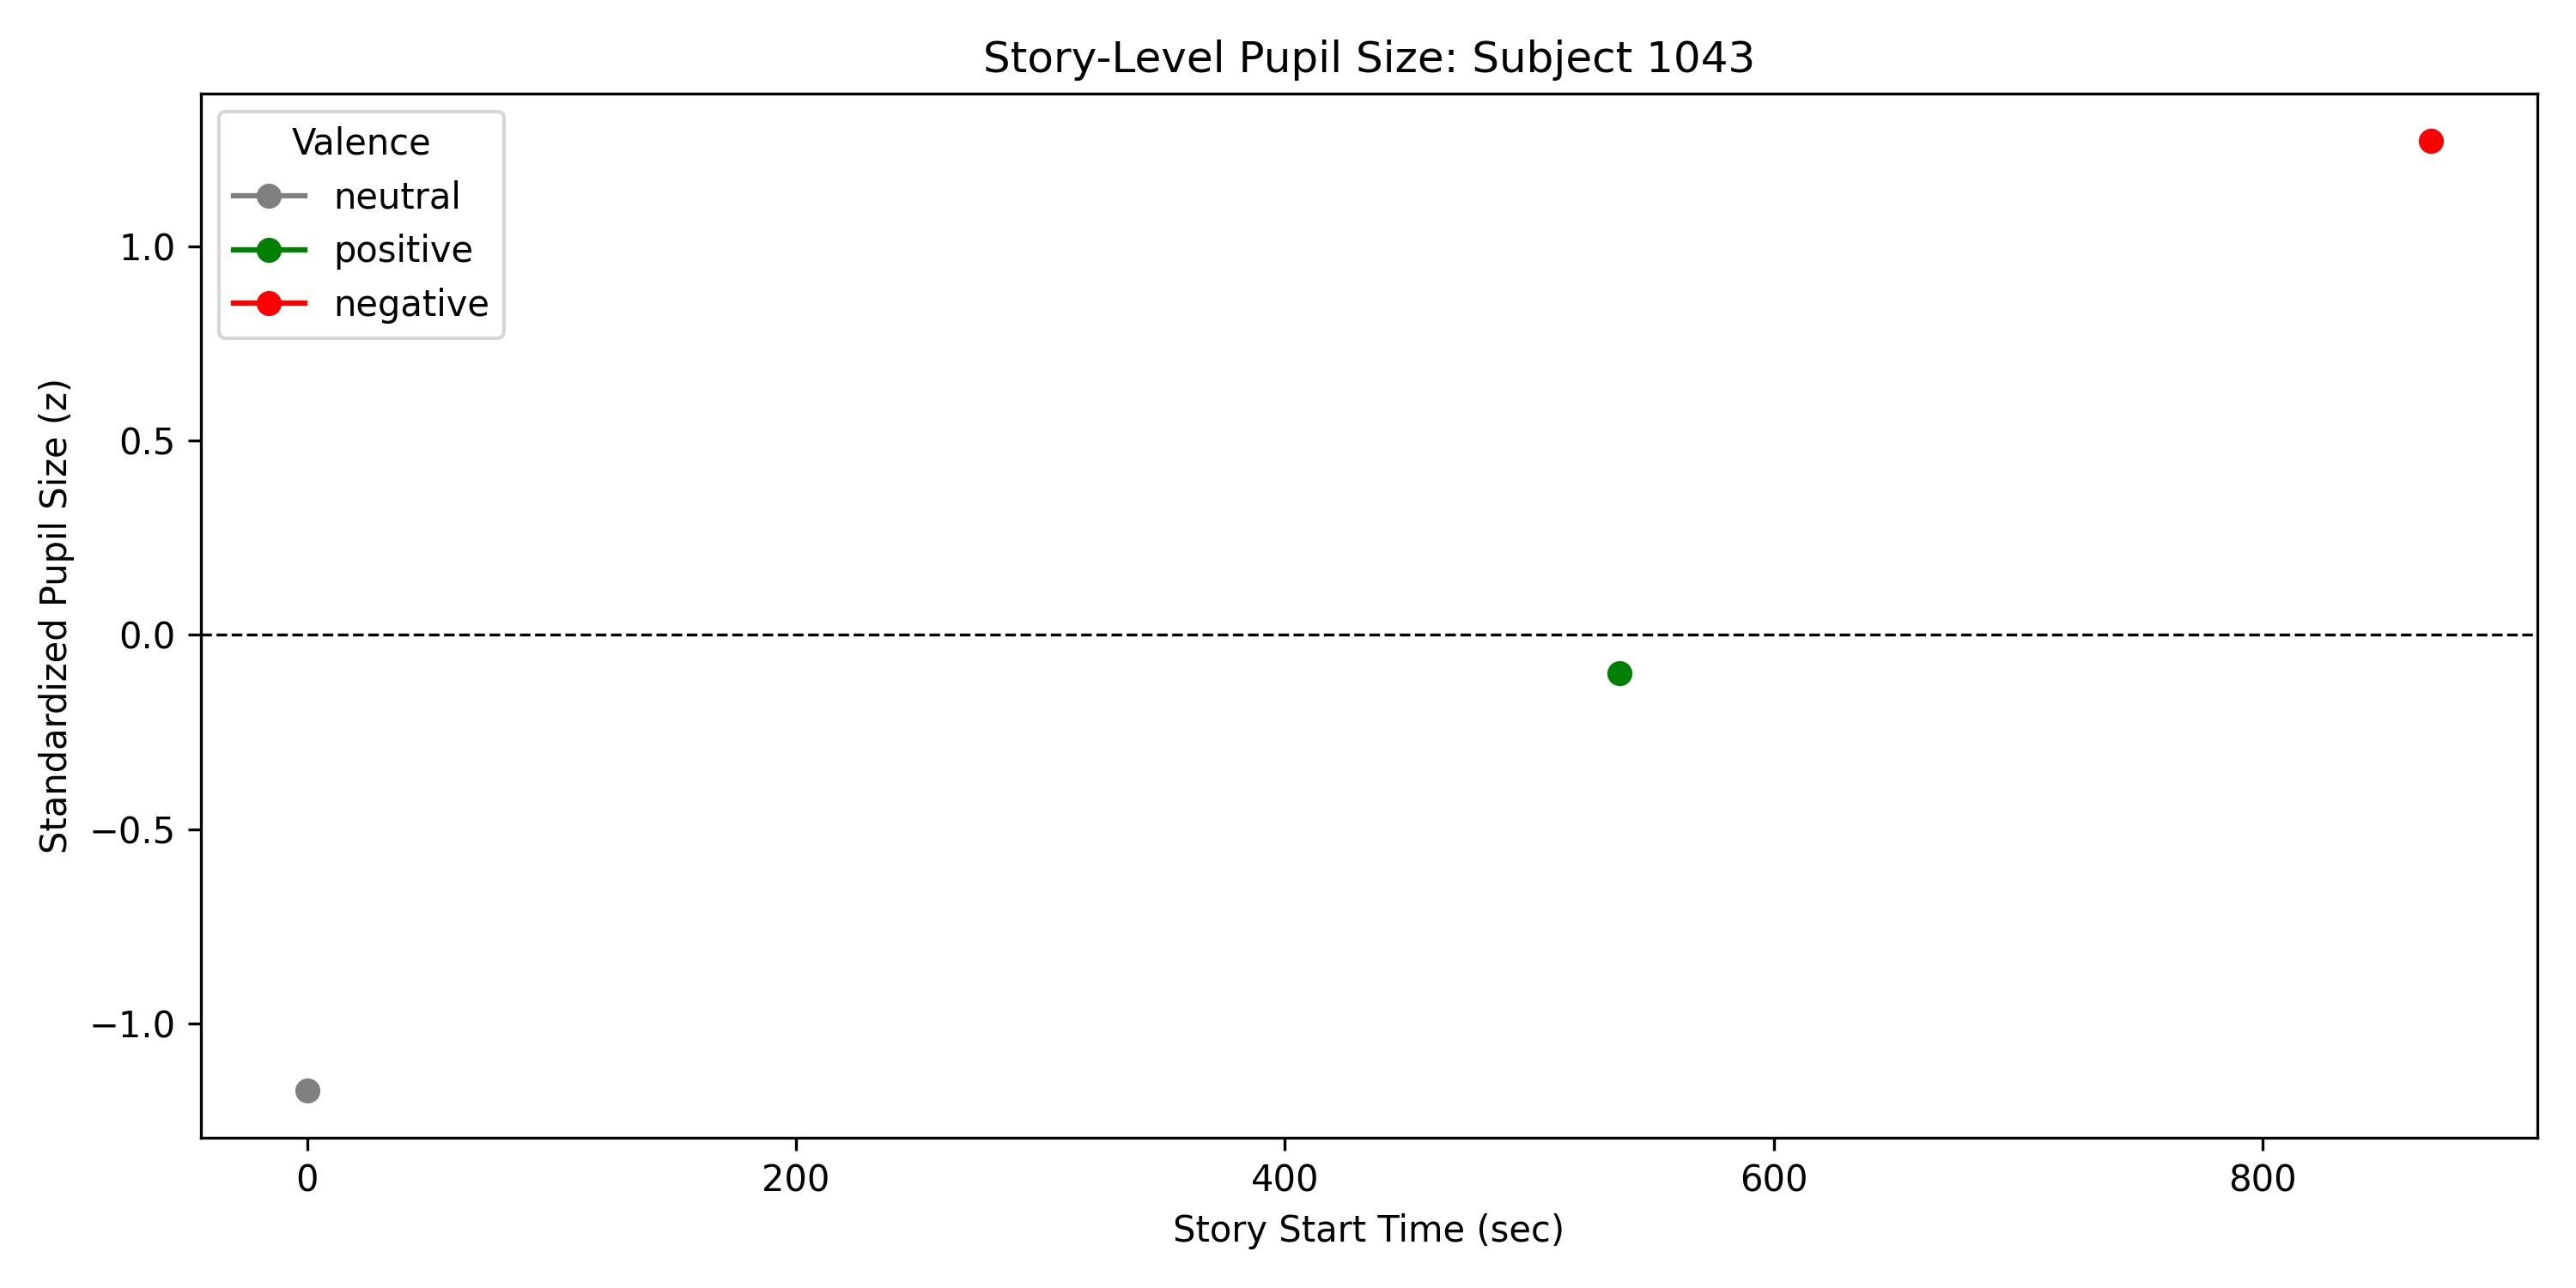 Story-Level Pupil Size: Subject 1043
Valence
neutral
positive
negative
Standardized Pupil Size (z)
1.0
0.5
0.0
−0.5
−1.0
0 200 400 600 800
Story Start Time (sec)